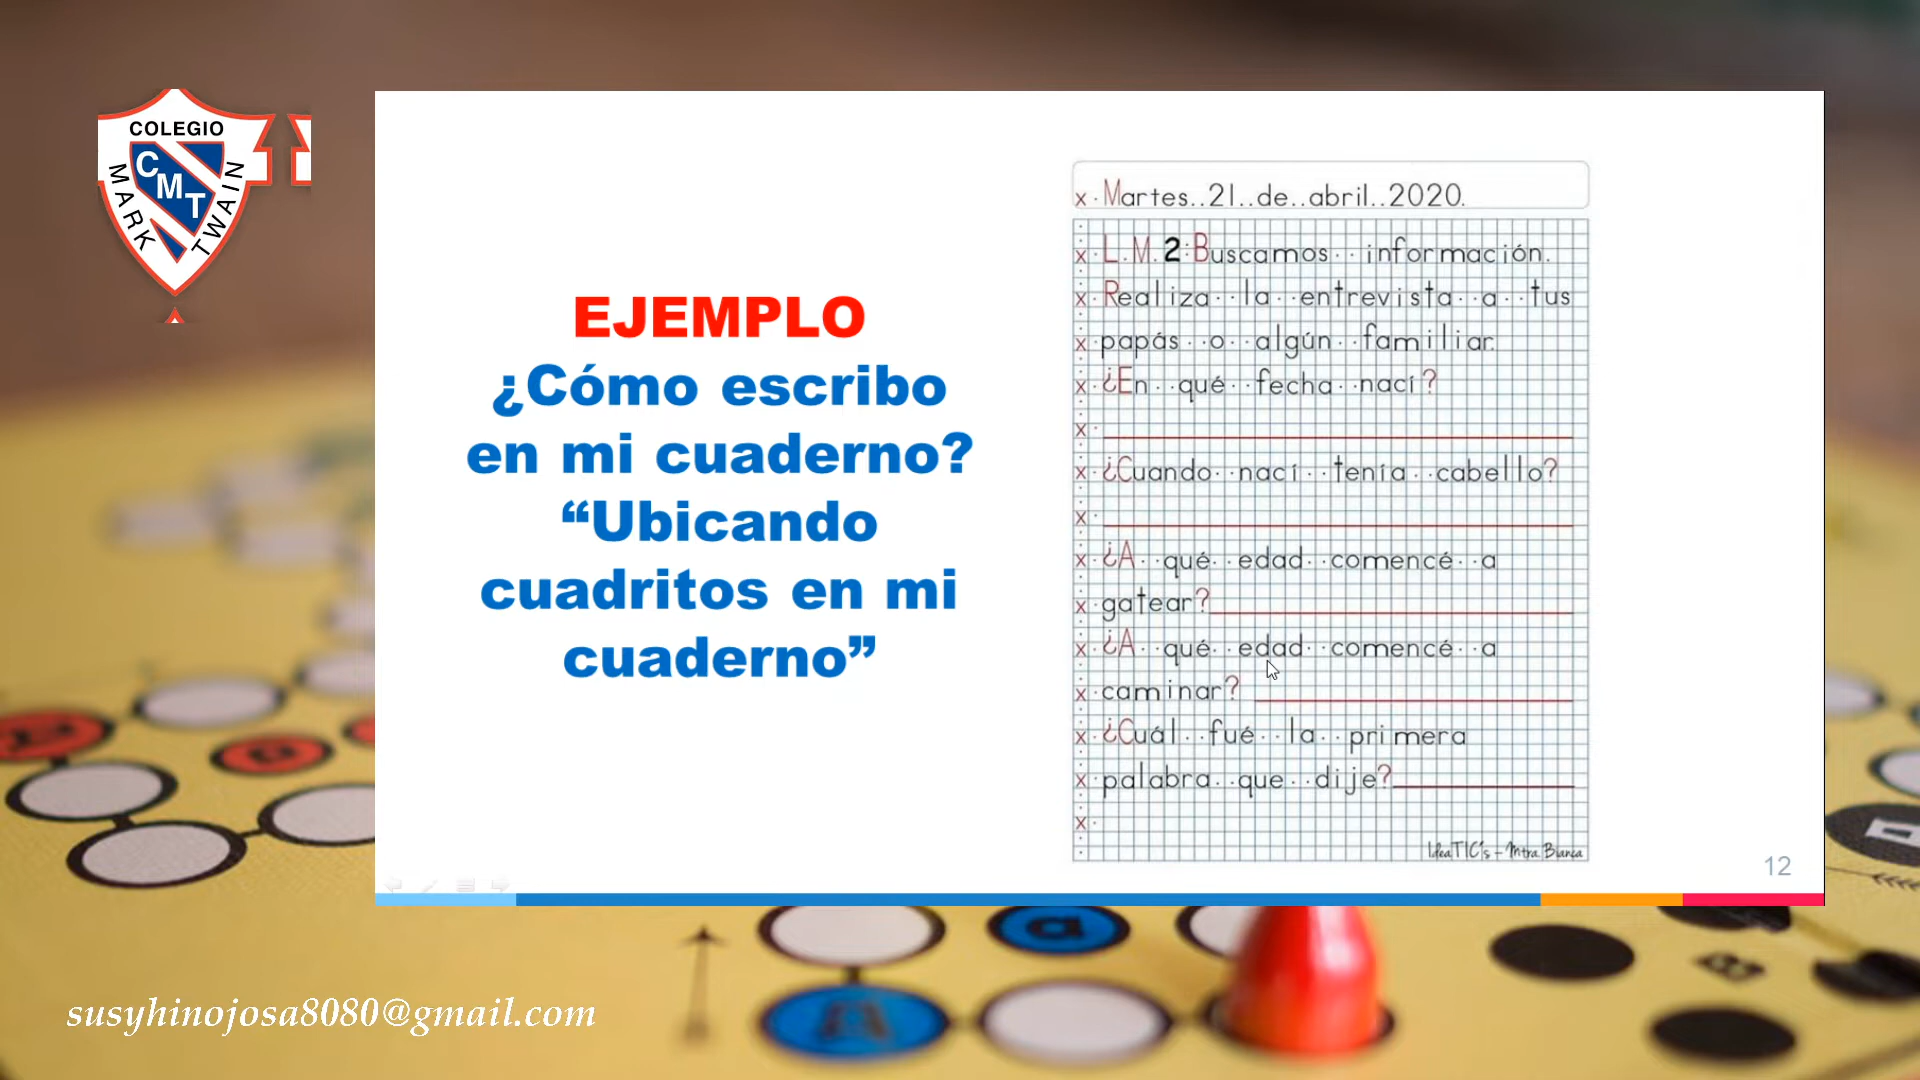 COLEGIO
MARK
TWAIN
CMT
EJEMPLO
¿Cómo escribo
en mi cuaderno?
“Ubicando
cuadritos en mi
cuaderno”
x · Martes..21..de..abril..2020.
x · L.M.2·Buscamos·· información.
x · Realiza··la··entrevista··a··tus
x · papás··o··algún··familiar.
x · ¿En··qué··fecha··nací?
x ·
x · ¿Cuando··nací··tenía··cabello?
x ·
x · ¿A··qué··edad··comencé··a
x · gatear?
x · ¿A··qué··edad··comencé··a
x · caminar?
x · ¿Cuál··fué··la··primera
x · palabra··que··dije?
x ·
IdeaTIC's - Mtra. Bianca
12
susyhinojosa8080@gmail.com
a
8